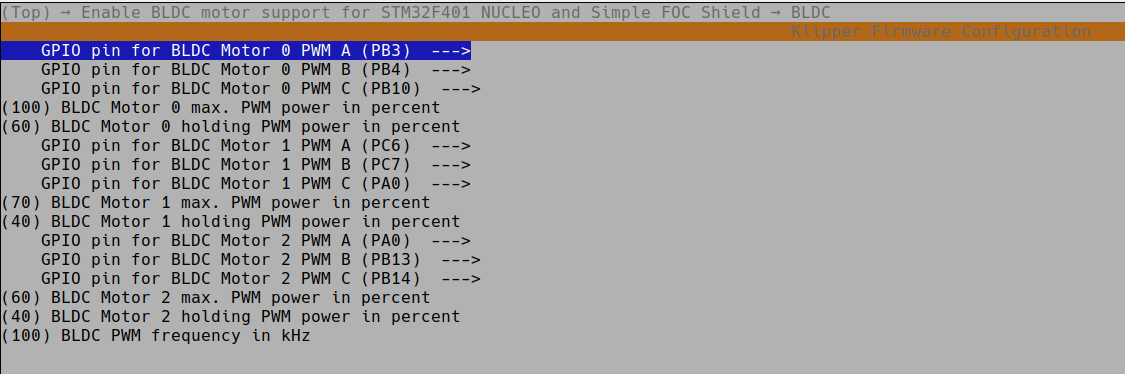 (Top) → Enable BLDC motor support for STM32F401 NUCLEO and Simple FOC Shield → BLDC
Klipper Firmware Configuration
GPIO pin for BLDC Motor 0 PWM A (PB3)  --->
GPIO pin for BLDC Motor 0 PWM B (PB4)  --->
GPIO pin for BLDC Motor 0 PWM C (PB10)  --->
(100) BLDC Motor 0 max. PWM power in percent
(60) BLDC Motor 0 holding PWM power in percent
GPIO pin for BLDC Motor 1 PWM A (PC6)  --->
GPIO pin for BLDC Motor 1 PWM B (PC7)  --->
GPIO pin for BLDC Motor 1 PWM C (PA0)  --->
(70) BLDC Motor 1 max. PWM power in percent
(40) BLDC Motor 1 holding PWM power in percent
GPIO pin for BLDC Motor 2 PWM A (PA0)  --->
GPIO pin for BLDC Motor 2 PWM B (PB13)  --->
GPIO pin for BLDC Motor 2 PWM C (PB14)  --->
(60) BLDC Motor 2 max. PWM power in percent
(40) BLDC Motor 2 holding PWM power in percent
(100) BLDC PWM frequency in kHz